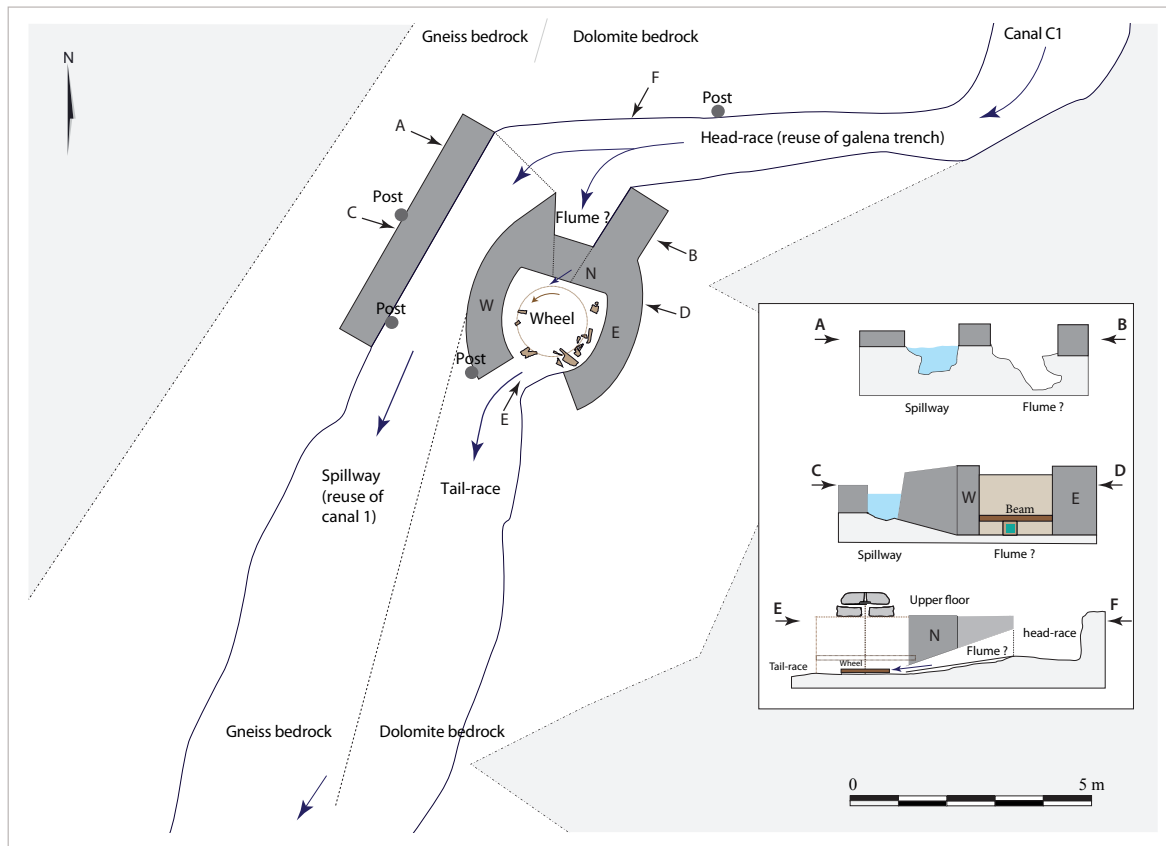 Gneiss bedrock
Dolomite bedrock
Canal C1
N
F
Post
A
Head-race (reuse of galena trench)
Post
C
Flume ?
B
N
W
E
D
Post
Wheel
Post
E
Spillway
(reuse of
canal 1)
Tail-race
Gneiss bedrock
Dolomite bedrock
A
B
Spillway
Flume ?
C
D
W
E
Beam
Spillway
Flume ?
E
Upper floor
F
N
head-race
Flume ?
Tail-race
Wheel
0
5 m